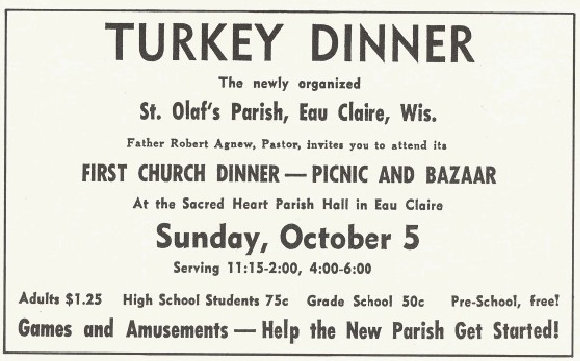 TURKEY DINNER
The newly organized
St. Olaf's Parish, Eau Claire, Wis.
Father Robert Agnew, Pastor, invites you to attend its
FIRST CHURCH DINNER — PICNIC AND BAZAAR
At the Sacred Heart Parish Hall in Eau Claire
Sunday, October 5
Serving 11:15-2:00, 4:00-6:00
Adults $1.25 High School Students 75c Grade School 50c Pre-School, free!
Games and Amusements — Help the New Parish Get Started!